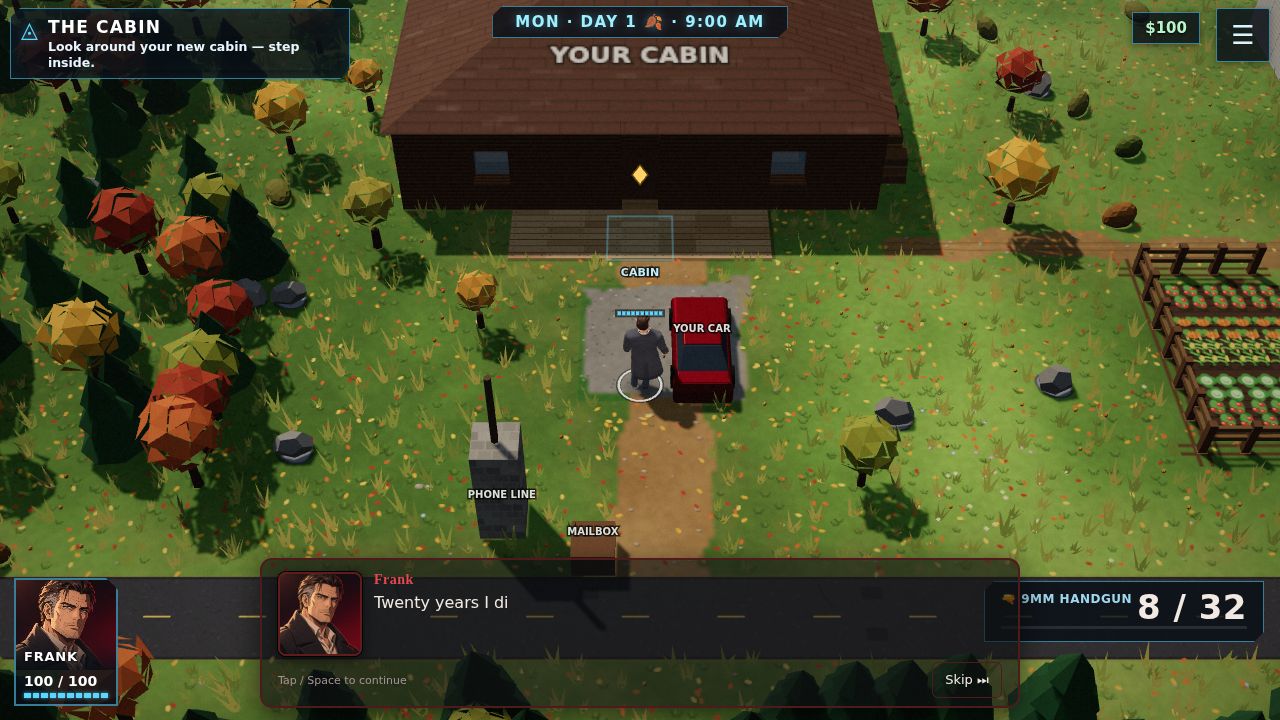 THE CABIN
Look around your new cabin — step
inside.
MON · DAY 1 🍂 · 9:00 AM
$100
☰
YOUR CABIN
CABIN
YOUR CAR
PHONE LINE
MAILBOX
Frank
Twenty years I di
Tap / Space to continue
Skip ⏭
FRANK
100 / 100
9MM HANDGUN
8 / 32